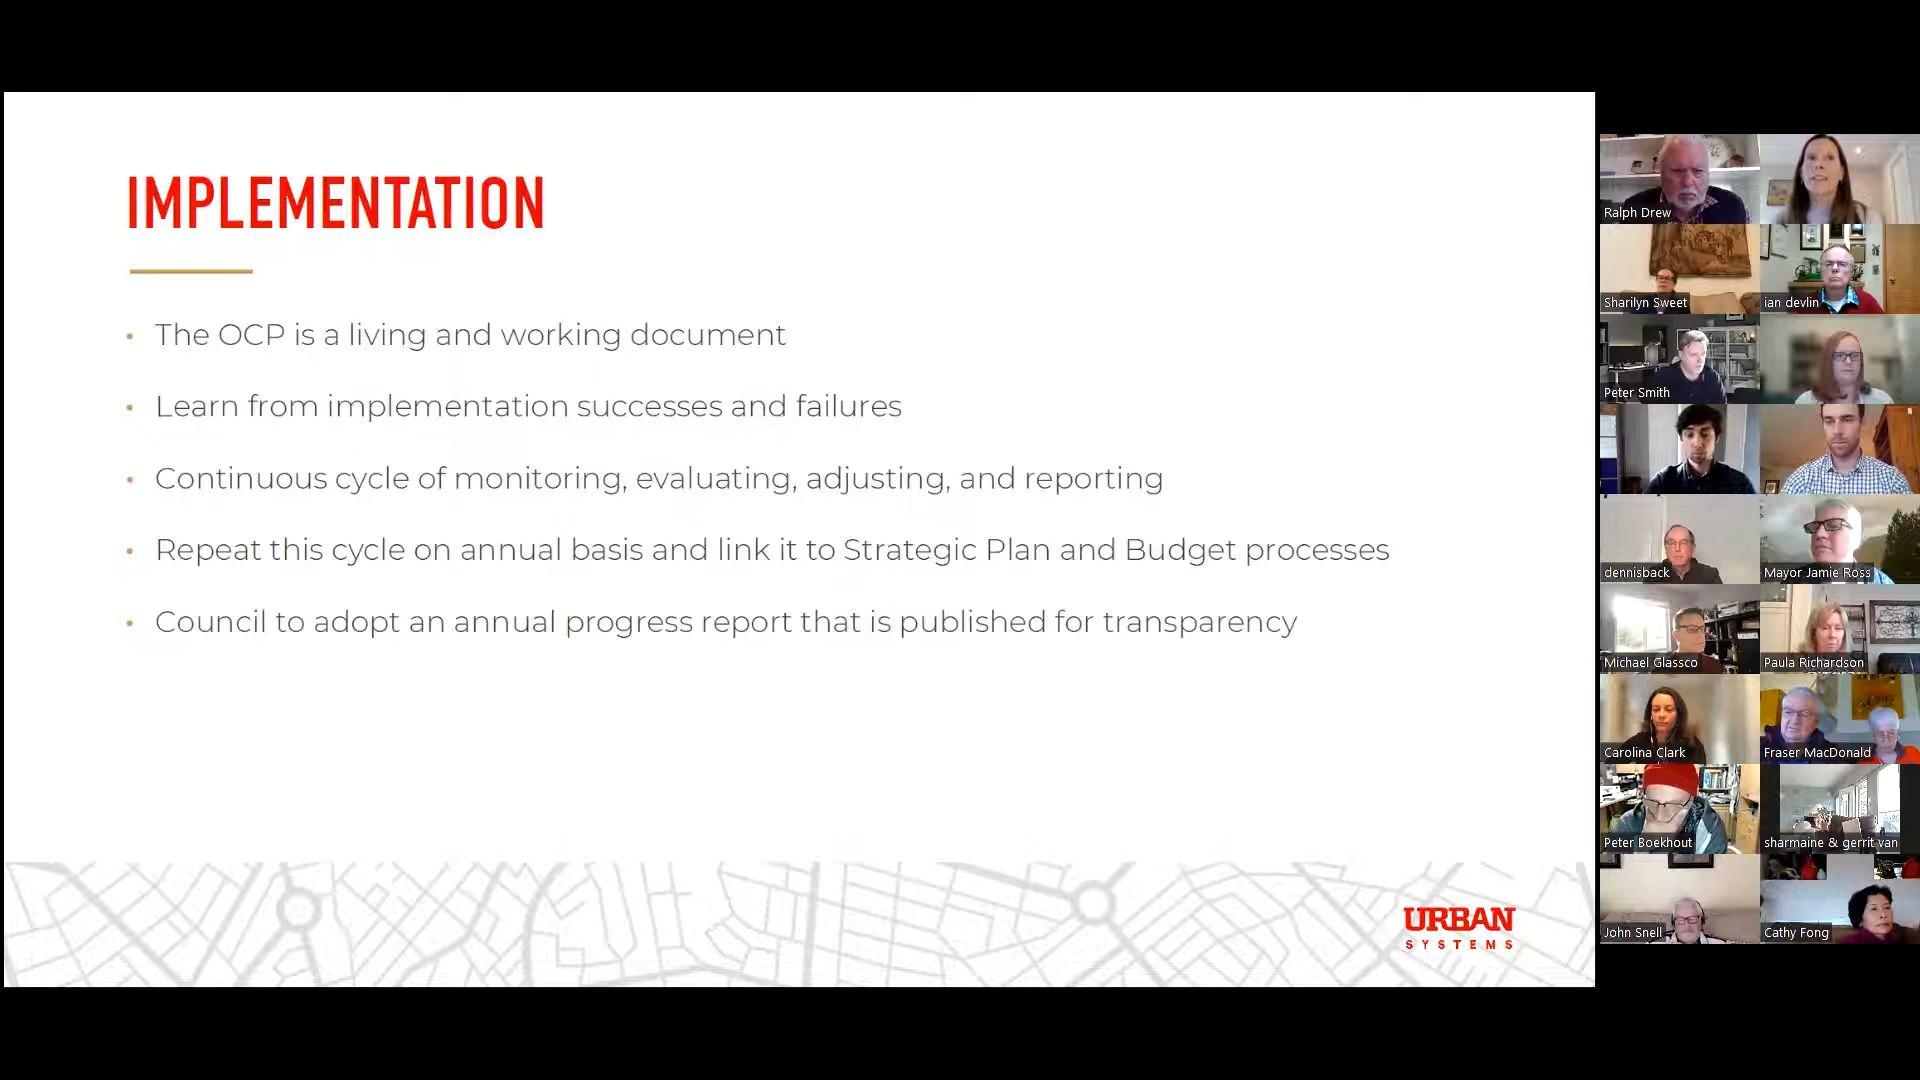 IMPLEMENTATION
• The OCP is a living and working document
• Learn from implementation successes and failures
• Continuous cycle of monitoring, evaluating, adjusting, and reporting
• Repeat this cycle on annual basis and link it to Strategic Plan and Budget processes
• Council to adopt an annual progress report that is published for transparency
URBAN
SYSTEMS
Ralph Drew
Sharilyn Sweet
ian devlin
Peter Smith
dennisback
Mayor Jamie Ross
Michael Glassco
Paula Richardson
Carolina Clark
Fraser MacDonald
Peter Boekhout
sharmaine & gerrit van
John Snell
Cathy Fong